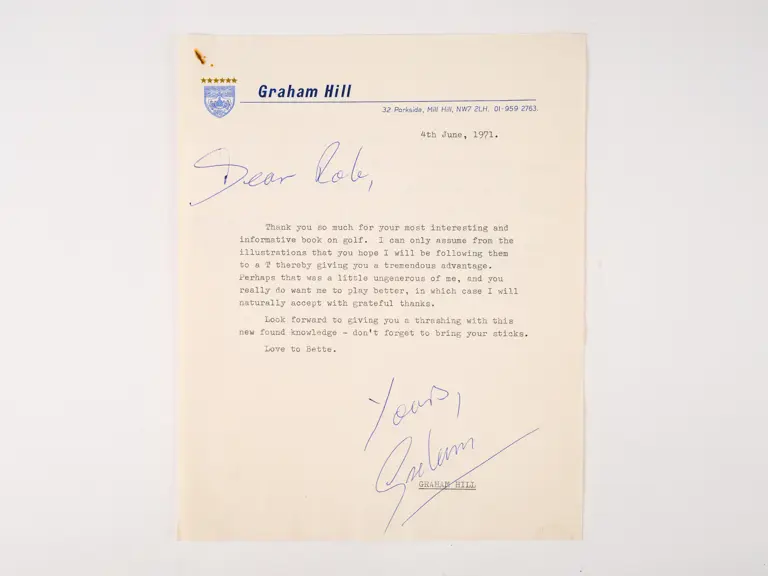 Graham Hill
32 Parkside, Mill Hill, NW7 2LH. 01-959 2763.
4th June, 1971.
Dear Rob,
Thank you so much for your most interesting and
informative book on golf. I can only assume from the
illustrations that you hope I will be following them
to a T thereby giving you a tremendous advantage.
Perhaps that was a little ungenerous of me, and you
really do want me to play better, in which case I will
naturally accept with grateful thanks.
Look forward to giving you a thrashing with this
new found knowledge - don't forget to bring your sticks.
Love to Bette.
Yours,
Graham
GRAHAM HILL